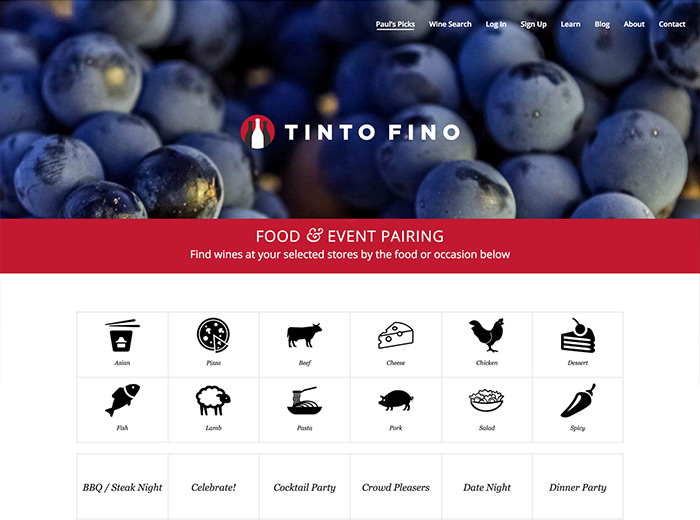 Paul's Picks Wine Search Log In Sign Up Learn Blog About Contact
TINTO FINO
FOOD & EVENT PAIRING
Find wines at your selected stores by the food or occasion below
Asian Pizza Beef Cheese Chicken Dessert
Fish Lamb Pasta Pork Salad Spicy
BBQ / Steak Night Celebrate! Cocktail Party Crowd Pleasers Date Night Dinner Party